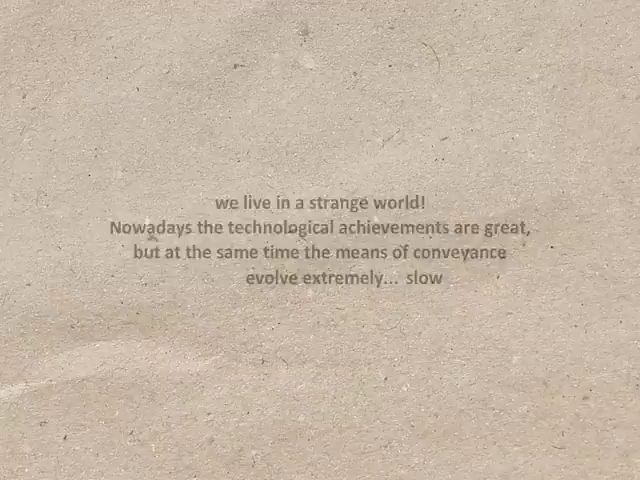 we live in a strange world!
Nowadays the technological achievements are great,
but at the same time the means of conveyance
evolve extremely... slow